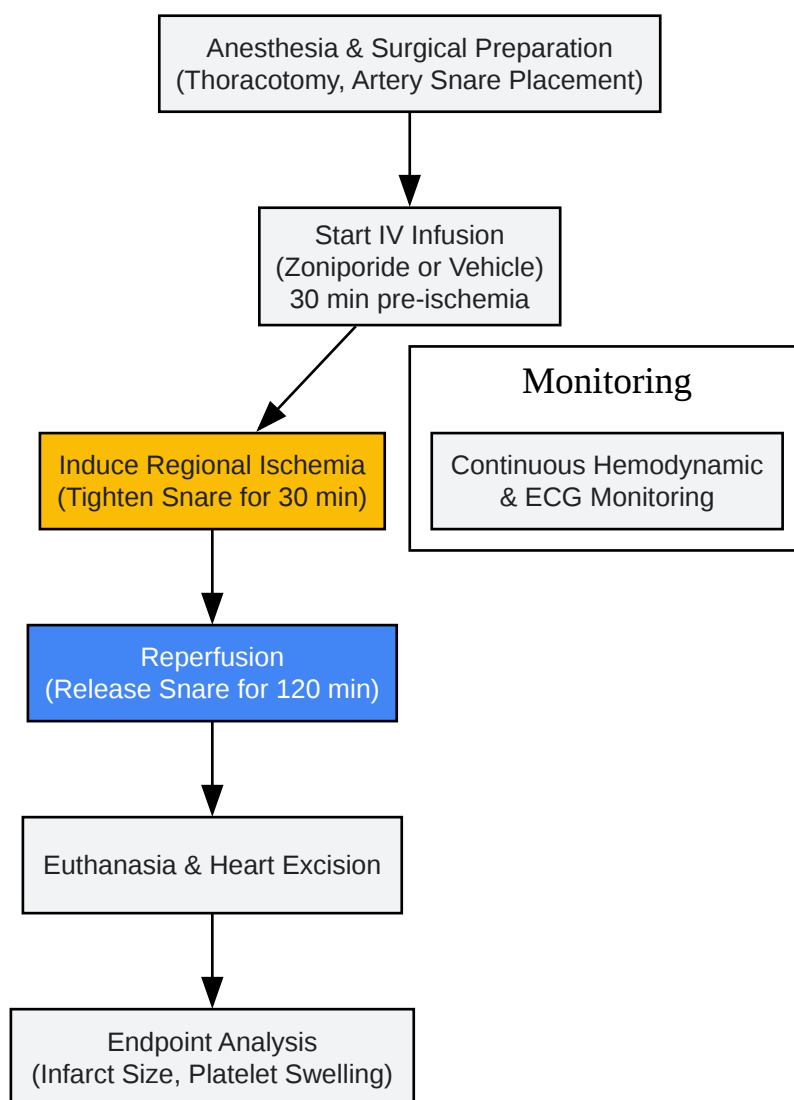 Anesthesia & Surgical Preparation
(Thoracotomy, Artery Snare Placement)
Start IV Infusion
(Zoniporide or Vehicle)
30 min pre-ischemia
Monitoring
Continuous Hemodynamic
& ECG Monitoring
Induce Regional Ischemia
(Tighten Snare for 30 min)
Reperfusion
(Release Snare for 120 min)
Euthanasia & Heart Excision
Endpoint Analysis
(Infarct Size, Platelet Swelling)